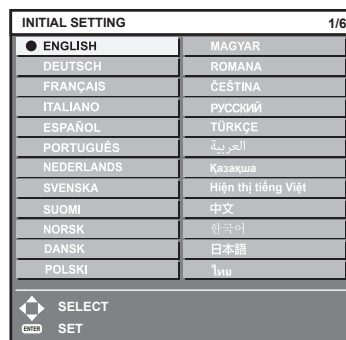 INITIAL SETTING 1/6
ENGLISH
DEUTSCH
FRANÇAIS
ITALIANO
ESPAÑOL
PORTUGUÊS
NEDERLANDS
SVENSKA
SUOMI
NORSK
DANSK
POLSKI
MAGYAR
ROMANA
ČEŠTINA
РУССКИЙ
TÜRKÇE
العربية
Қазақша
Hiện thị tiếng Việt
中文
한국어
日本語
ไทย
SELECT
ENTER SET